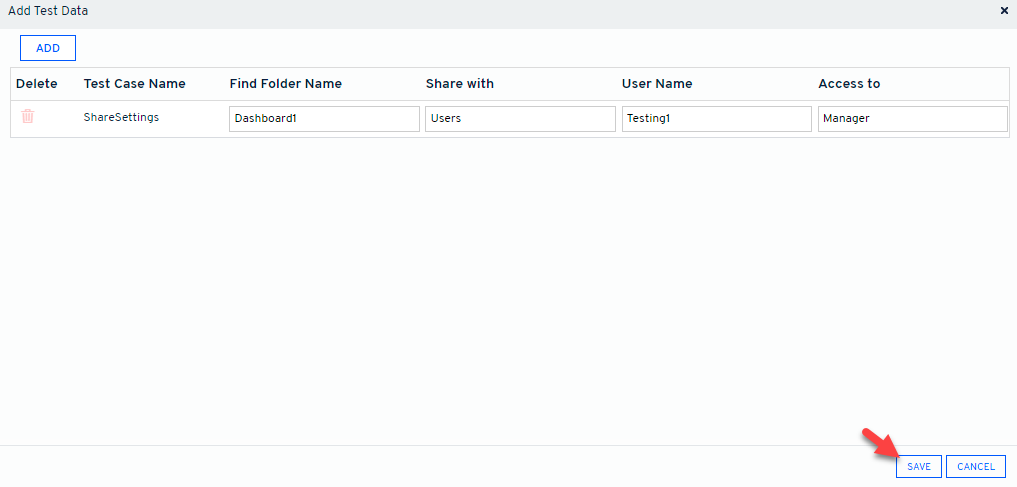 Add Test Data
ADD
Delete Test Case Name Find Folder Name Share with User Name Access to
ShareSettings Dashboard1 Users Testing1 Manager
SAVE CANCEL